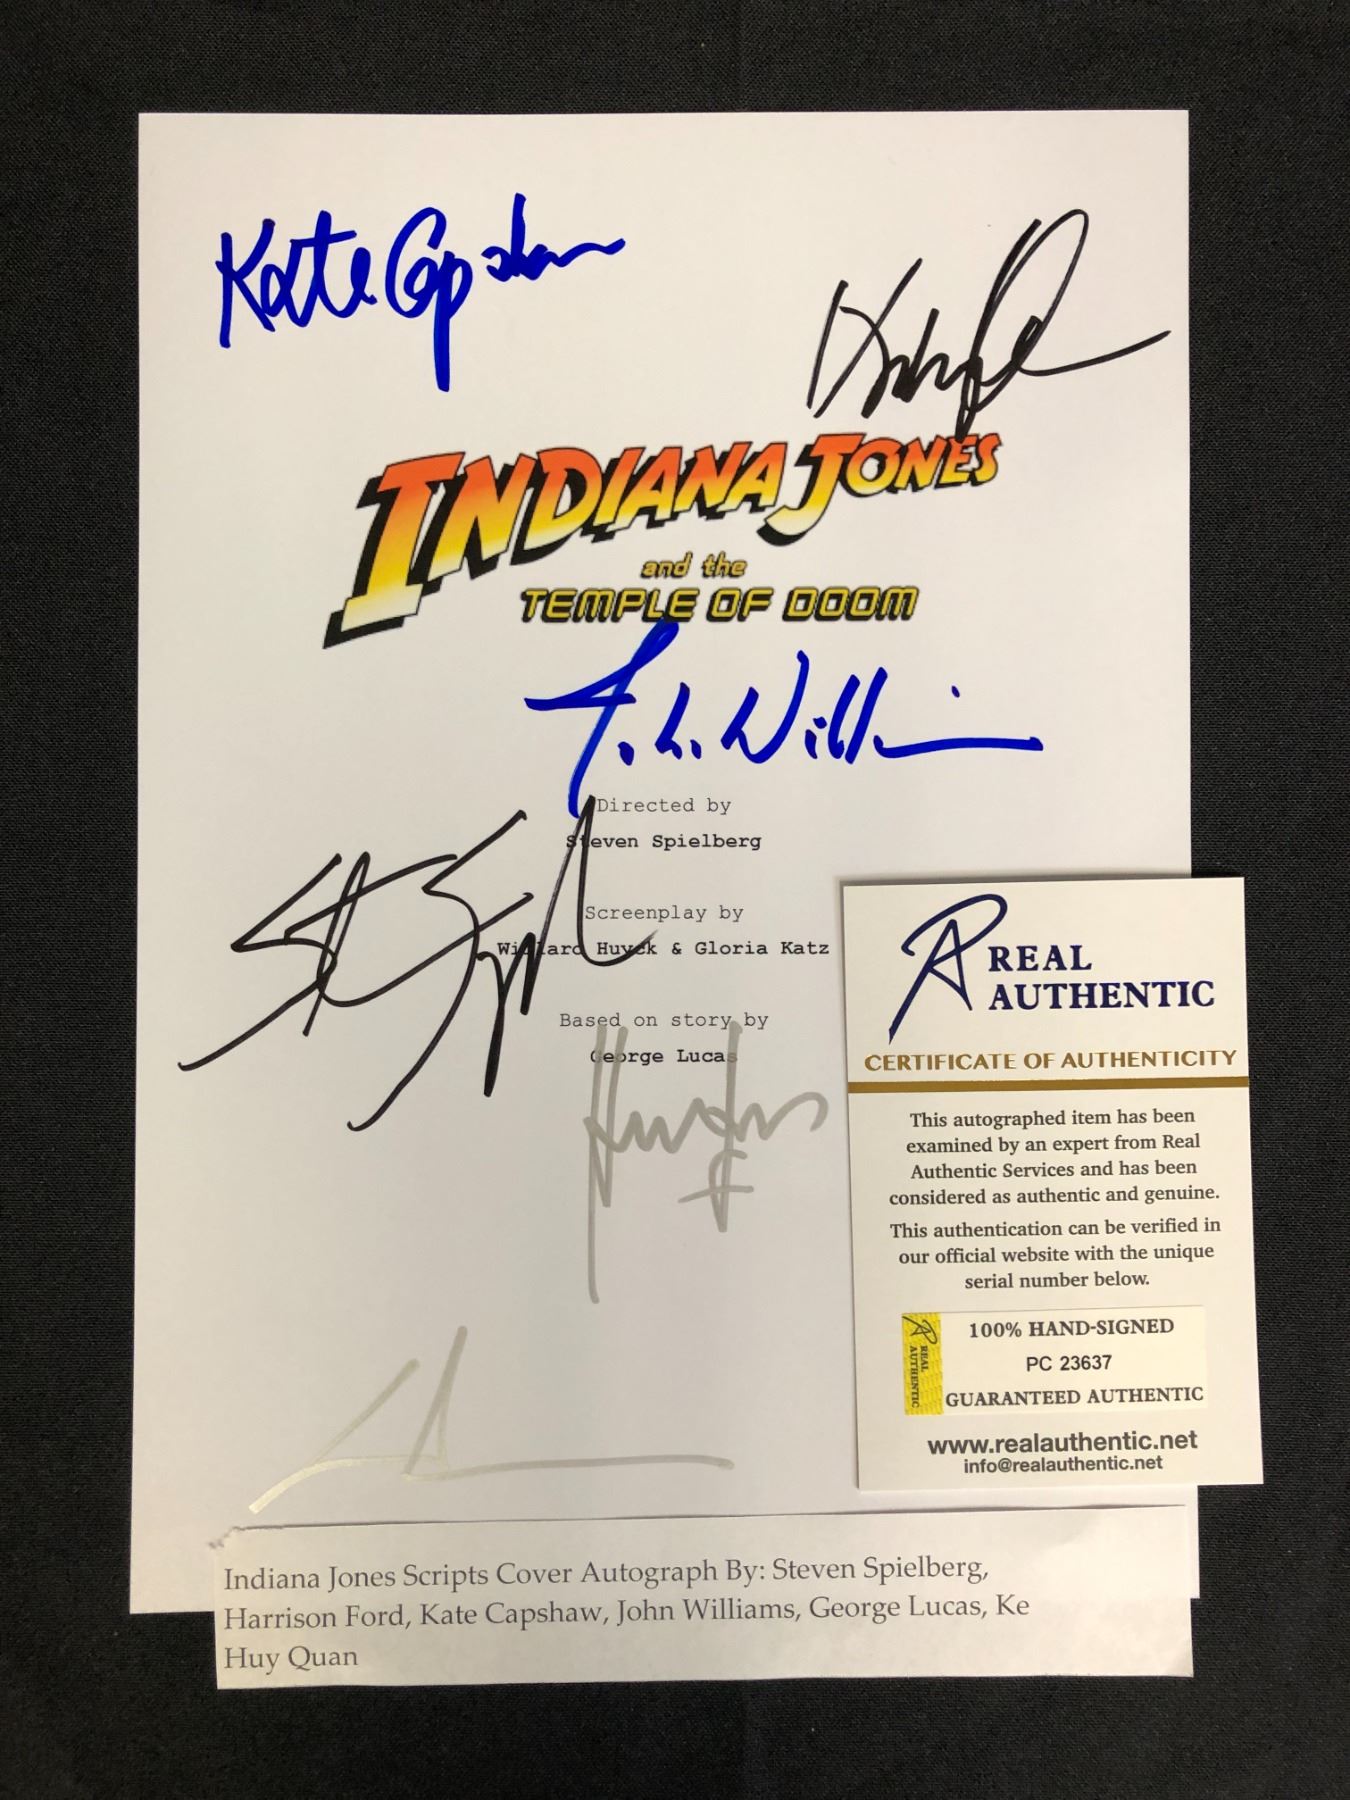 Kate Capshaw
INDIANA JONES
and the
TEMPLE OF DOOM
Directed by
Steven Spielberg
Screenplay by
Willard Huyck & Gloria Katz
Based on story by
George Lucas
REAL
AUTHENTIC
CERTIFICATE OF AUTHENTICITY
This autographed item has been
examined by an expert from Real
Authentic Services and has been
considered as authentic and genuine.
This authentication can be verified in
our official website with the unique
serial number below.
REAL
AUTHENTIC
100% HAND-SIGNED
PC 23637
GUARANTEED AUTHENTIC
www.realauthentic.net
info@realauthentic.net
Indiana Jones Scripts Cover Autograph By: Steven Spielberg,
Harrison Ford, Kate Capshaw, John Williams, George Lucas, Ke
Huy Quan